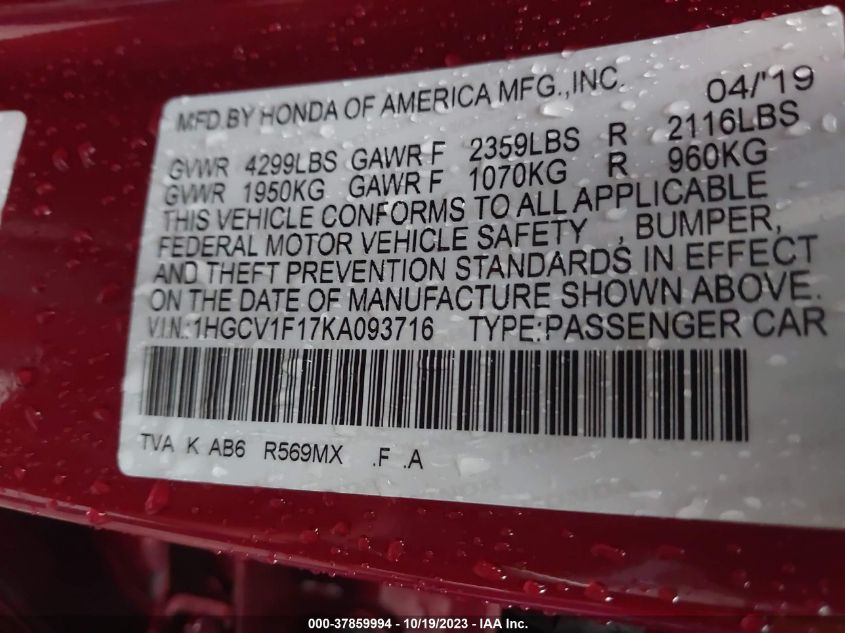 MFD.BY HONDA OF AMERICA MFG.,INC. 04/'19
GVWR 4299LBS GAWR F 2359LBS R 2116LBS
GVWR 1950KG GAWR F 1070KG R 960KG
THIS VEHICLE CONFORMS TO ALL APPLICABLE
FEDERAL MOTOR VEHICLE SAFETY , BUMPER,
AND THEFT PREVENTION STANDARDS IN EFFECT
ON THE DATE OF MANUFACTURE SHOWN ABOVE.
VIN:1HGCV1F17KA093716 TYPE:PASSENGER CAR
TVA K AB6 R569MX .F .A
000-37859994 - 10/19/2023 - IAA Inc.